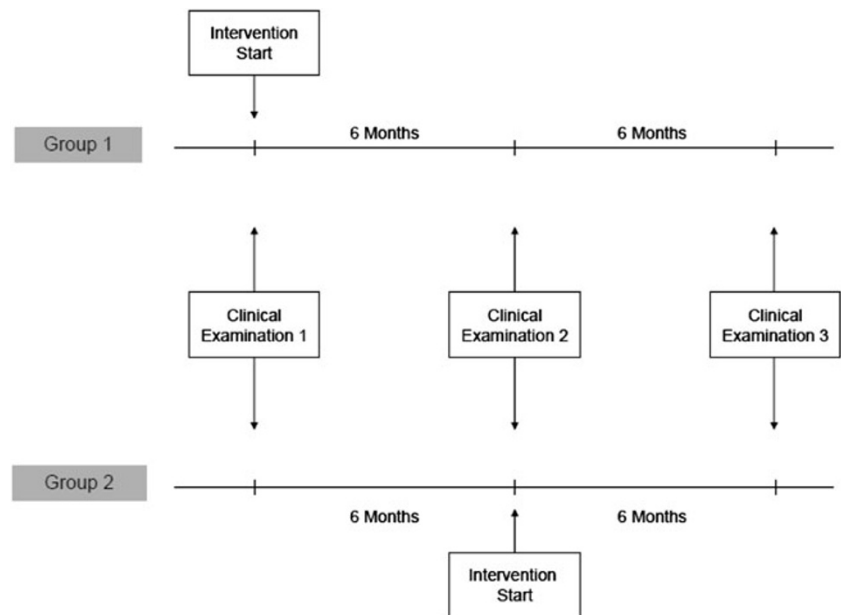 Intervention
Start
6 Months
6 Months
Group 1
Clinical
Examination 1
Clinical
Examination 2
Clinical
Examination 3
Group 2
6 Months
6 Months
Intervention
Start